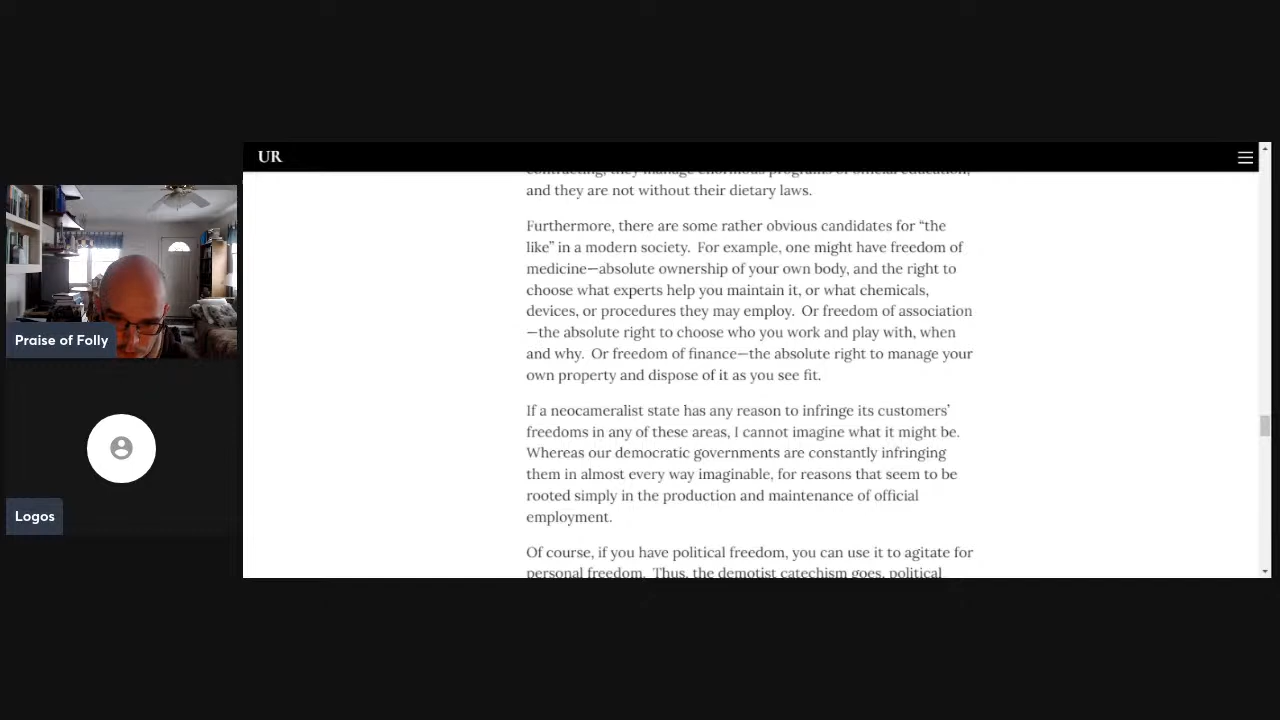 UR
contracting, they manage enormous programs of official education,
and they are not without their dietary laws.
Furthermore, there are some rather obvious candidates for “the
like” in a modern society.  For example, one might have freedom of
medicine—absolute ownership of your own body, and the right to
choose what experts help you maintain it, or what chemicals,
devices, or procedures they may employ.  Or freedom of association
—the absolute right to choose who you work and play with, when
and why.  Or freedom of finance—the absolute right to manage your
own property and dispose of it as you see fit.
If a neocameralist state has any reason to infringe its customers’
freedoms in any of these areas, I cannot imagine what it might be.
Whereas our democratic governments are constantly infringing
them in almost every way imaginable, for reasons that seem to be
rooted simply in the production and maintenance of official
employment.
Of course, if you have political freedom, you can use it to agitate for
personal freedom.  Thus, the demotist catechism goes, political
Praise of Folly
Logos